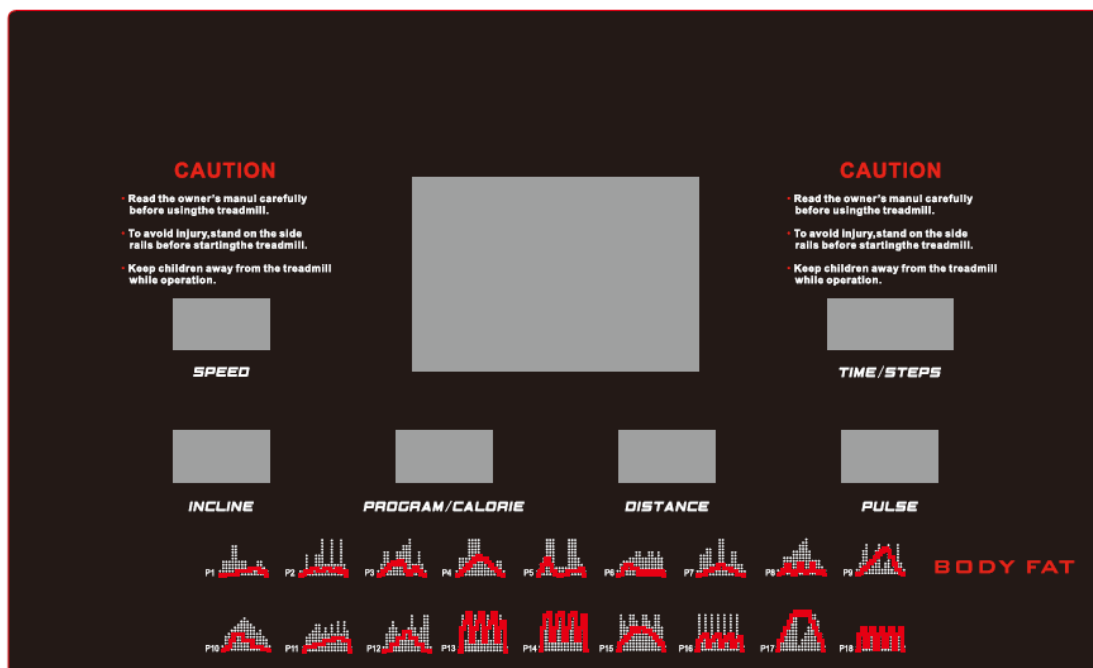 CAUTION
• Read the owner's manul carefully
before usingthe treadmill.
• To avoid injury,stand on the side
rails before startingthe treadmill.
• Keep children away from the treadmill
while operation.
CAUTION
• Read the owner's manul carefully
before usingthe treadmill.
• To avoid injury,stand on the side
rails before startingthe treadmill.
• Keep children away from the treadmill
while operation.
SPEED
TIME/STEPS
INCLINE
PROGRAM/CALORIE
DISTANCE
PULSE
P1 P2 P3 P4 P5 P6 P7 P8 P9
BODY FAT
P10 P11 P12 P13 P14 P15 P16 P17 P18